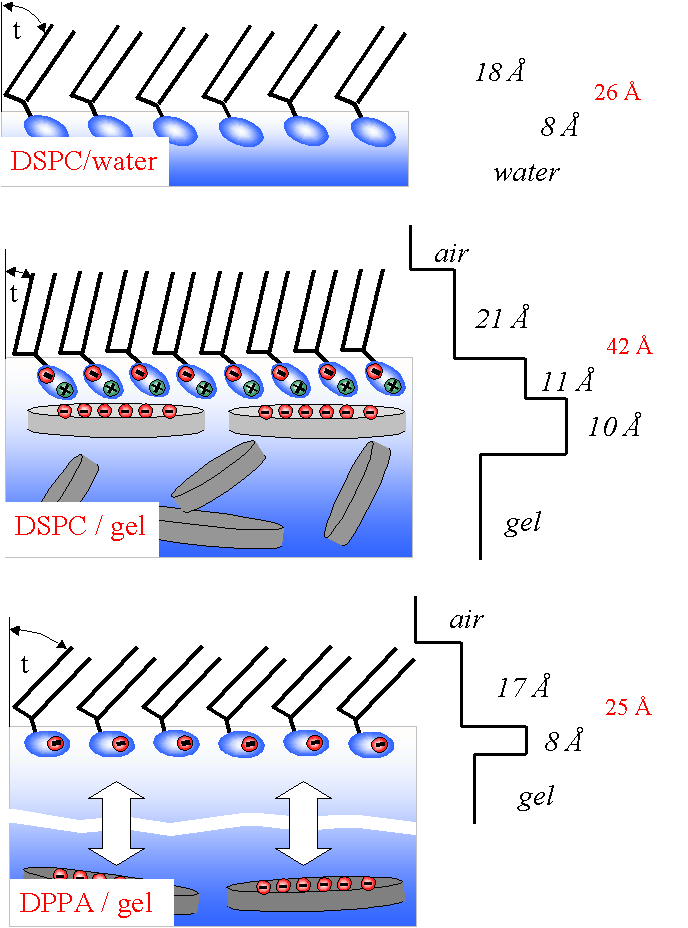 t
18 Å
26 Å
8 Å
DSPC/water
water
air
t
21 Å
42 Å
11 Å
10 Å
DSPC / gel
gel
air
t
17 Å
25 Å
8 Å
gel
DPPA / gel